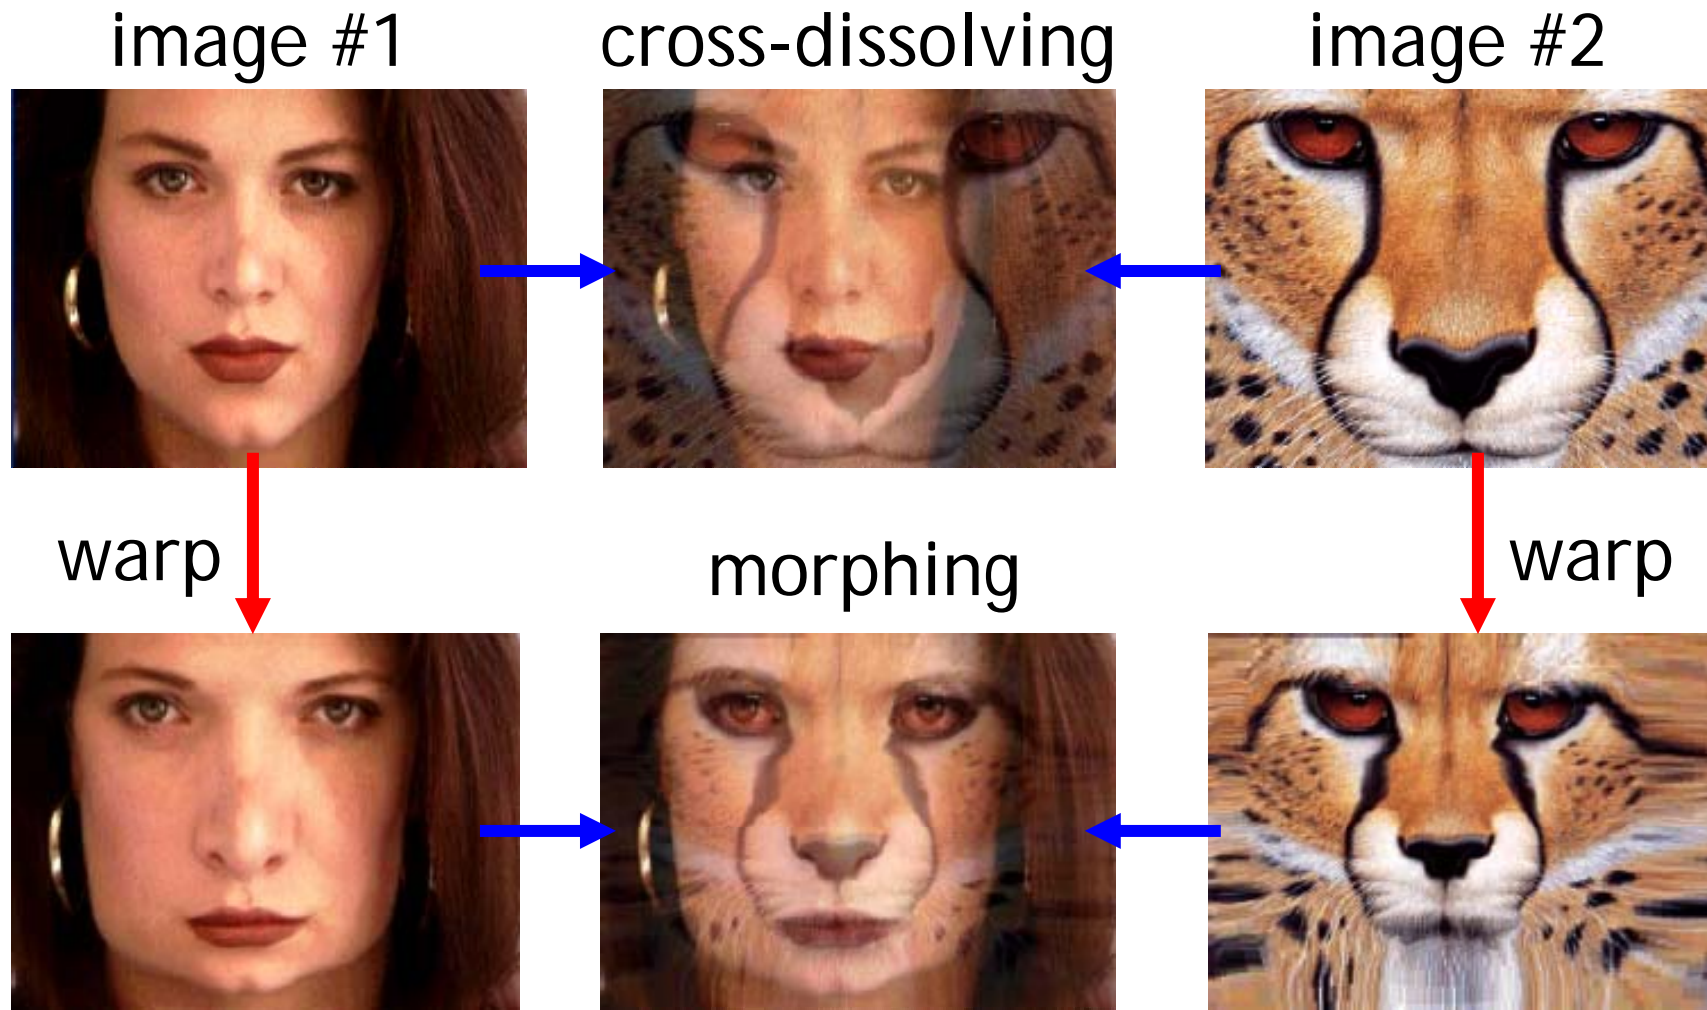 image #1
cross-dissolving
image #2
warp
morphing
warp